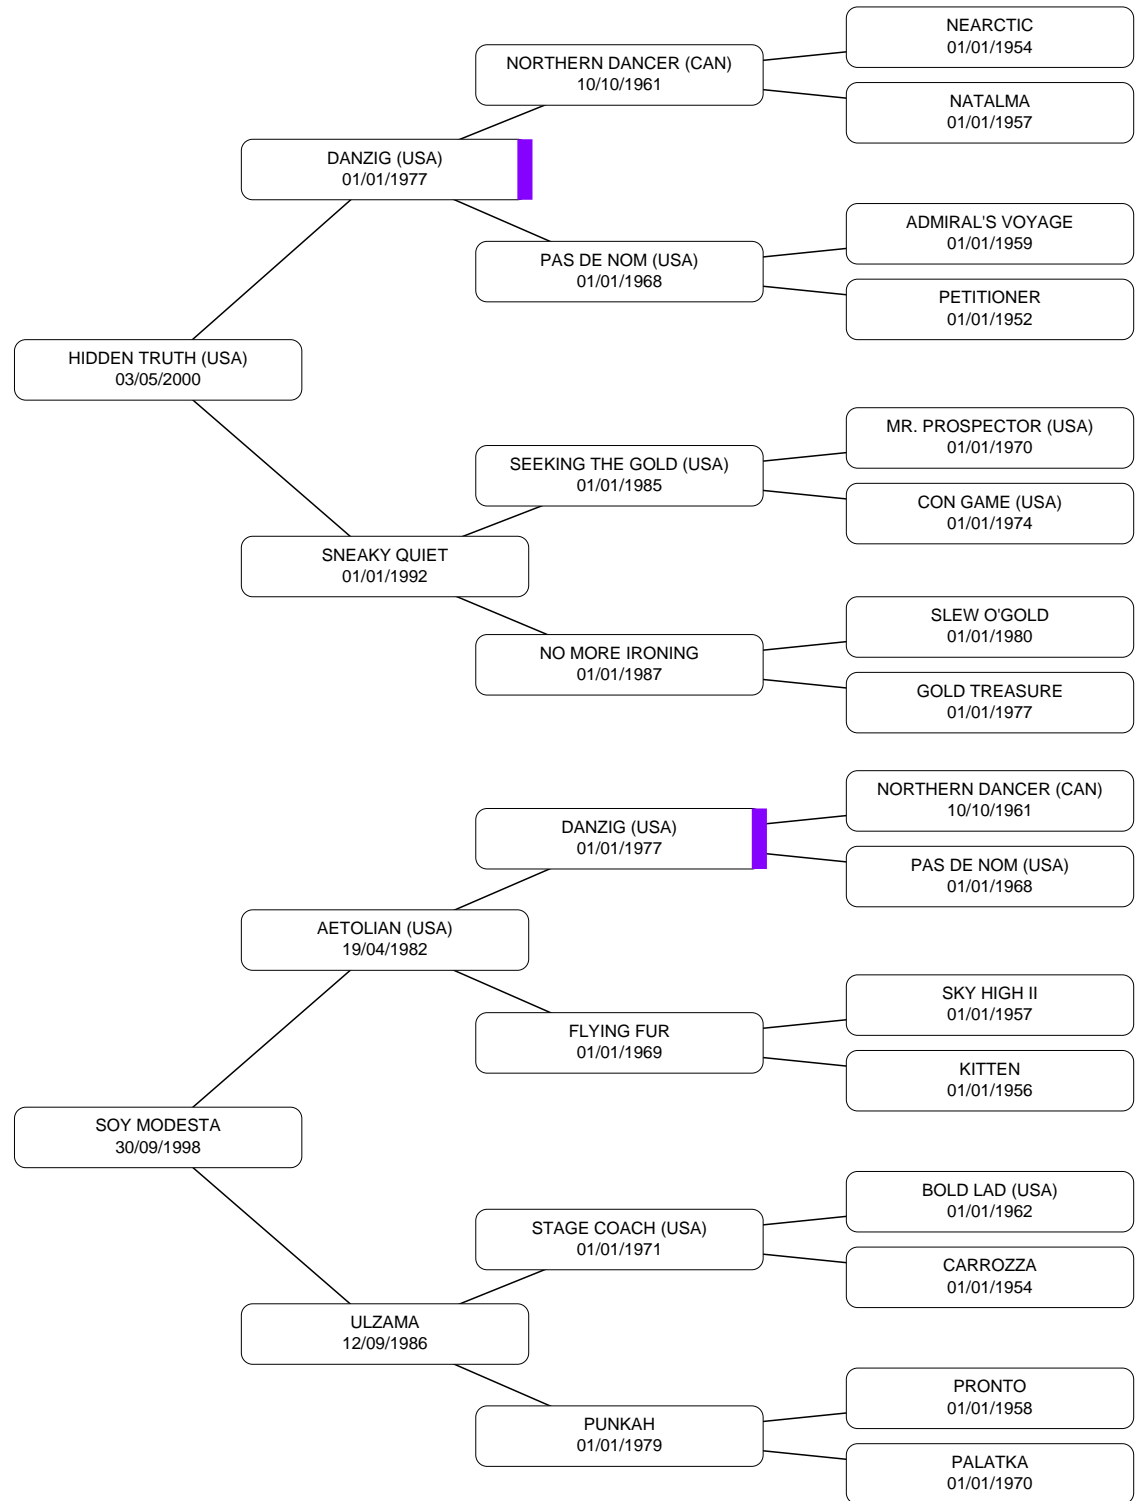 NEARCTIC
01/01/1954
NORTHERN DANCER (CAN)
10/10/1961
NATALMA
01/01/1957
DANZIG (USA)
01/01/1977
ADMIRAL'S VOYAGE
01/01/1959
PAS DE NOM (USA)
01/01/1968
PETITIONER
01/01/1952
HIDDEN TRUTH (USA)
03/05/2000
MR. PROSPECTOR (USA)
01/01/1970
SEEKING THE GOLD (USA)
01/01/1985
CON GAME (USA)
01/01/1974
SNEAKY QUIET
01/01/1992
SLEW O'GOLD
01/01/1980
NO MORE IRONING
01/01/1987
GOLD TREASURE
01/01/1977
NORTHERN DANCER (CAN)
10/10/1961
DANZIG (USA)
01/01/1977
PAS DE NOM (USA)
01/01/1968
AETOLIAN (USA)
19/04/1982
SKY HIGH II
01/01/1957
FLYING FUR
01/01/1969
KITTEN
01/01/1956
SOY MODESTA
30/09/1998
BOLD LAD (USA)
01/01/1962
STAGE COACH (USA)
01/01/1971
CARROZZA
01/01/1954
ULZAMA
12/09/1986
PRONTO
01/01/1958
PUNKAH
01/01/1979
PALATKA
01/01/1970